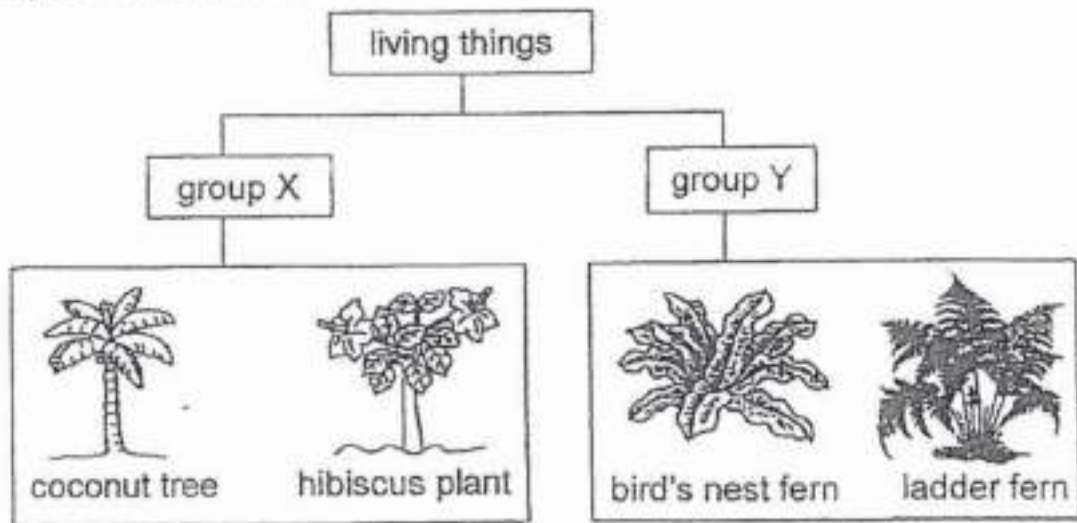 living things
group X
group Y
coconut tree
hibiscus plant
bird's nest fern
ladder fern